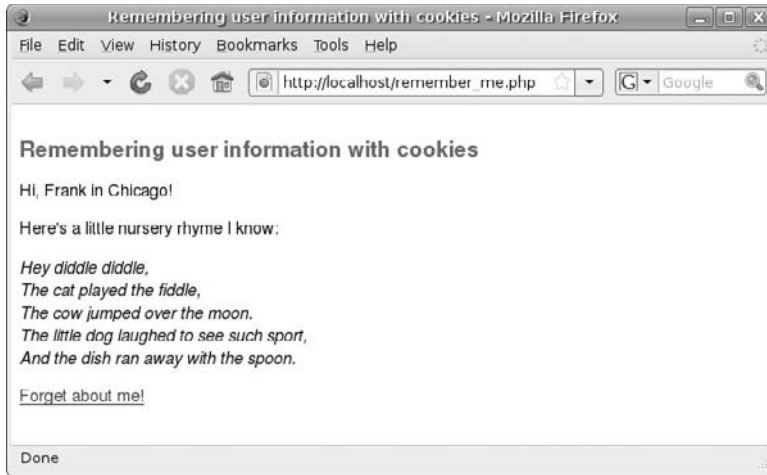 Remembering user information with cookies - Mozilla Firefox
File Edit View History Bookmarks Tools Help
http://localhost/remember_me.php G Google
Remembering user information with cookies
Hi, Frank in Chicago!
Here's a little nursery rhyme I know:
Hey diddle diddle,
The cat played the fiddle,
The cow jumped over the moon.
The little dog laughed to see such sport,
And the dish ran away with the spoon.
Forget about me!
Done